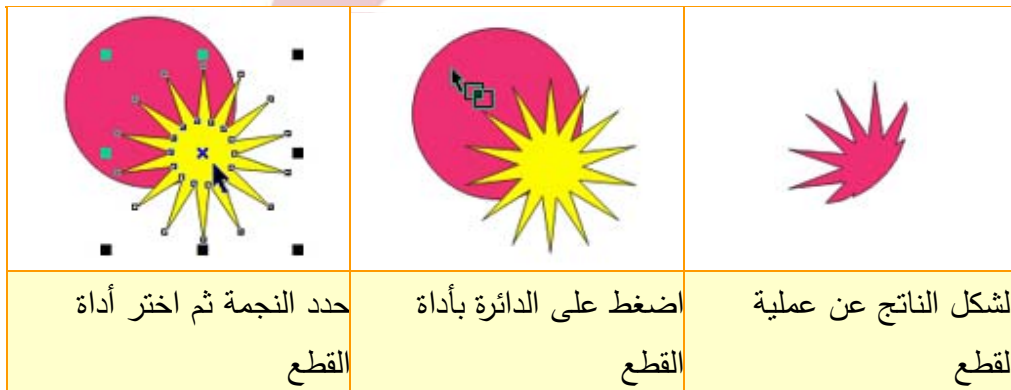 حدد النجمة ثم اختر أداة
القطع
اضغط على الدائرة بأداة
القطع
لشكل الناتج عن عملية
لقطع